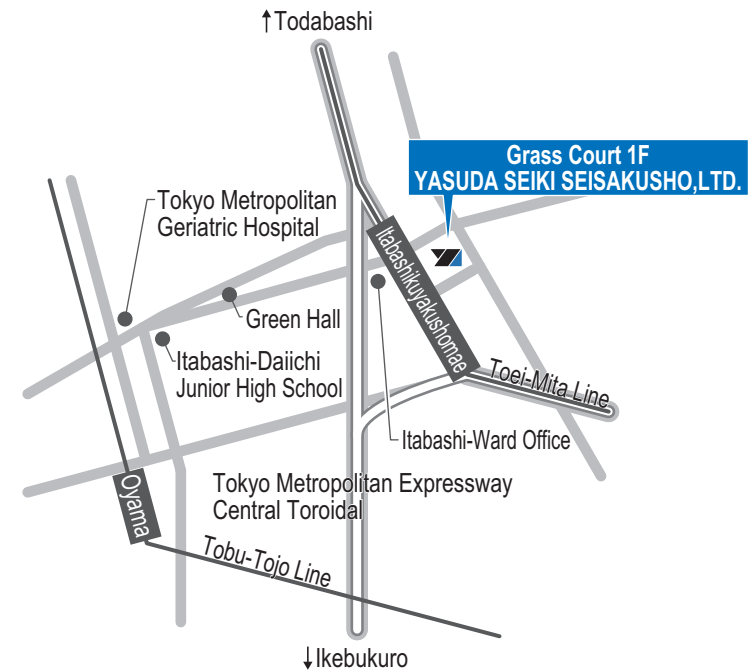 ↑Todabashi
Grass Court 1F
YASUDA SEIKI SEISAKUSHO,LTD.
Tokyo Metropolitan
Geriatric Hospital
Itabashikuyakushomae
Green Hall
Itabashi-Daiichi
Junior High School
Toei-Mita Line
Itabashi-Ward Office
Tokyo Metropolitan Expressway
Central Toroidal
Oyama
Tobu-Tojo Line
↓Ikebukuro